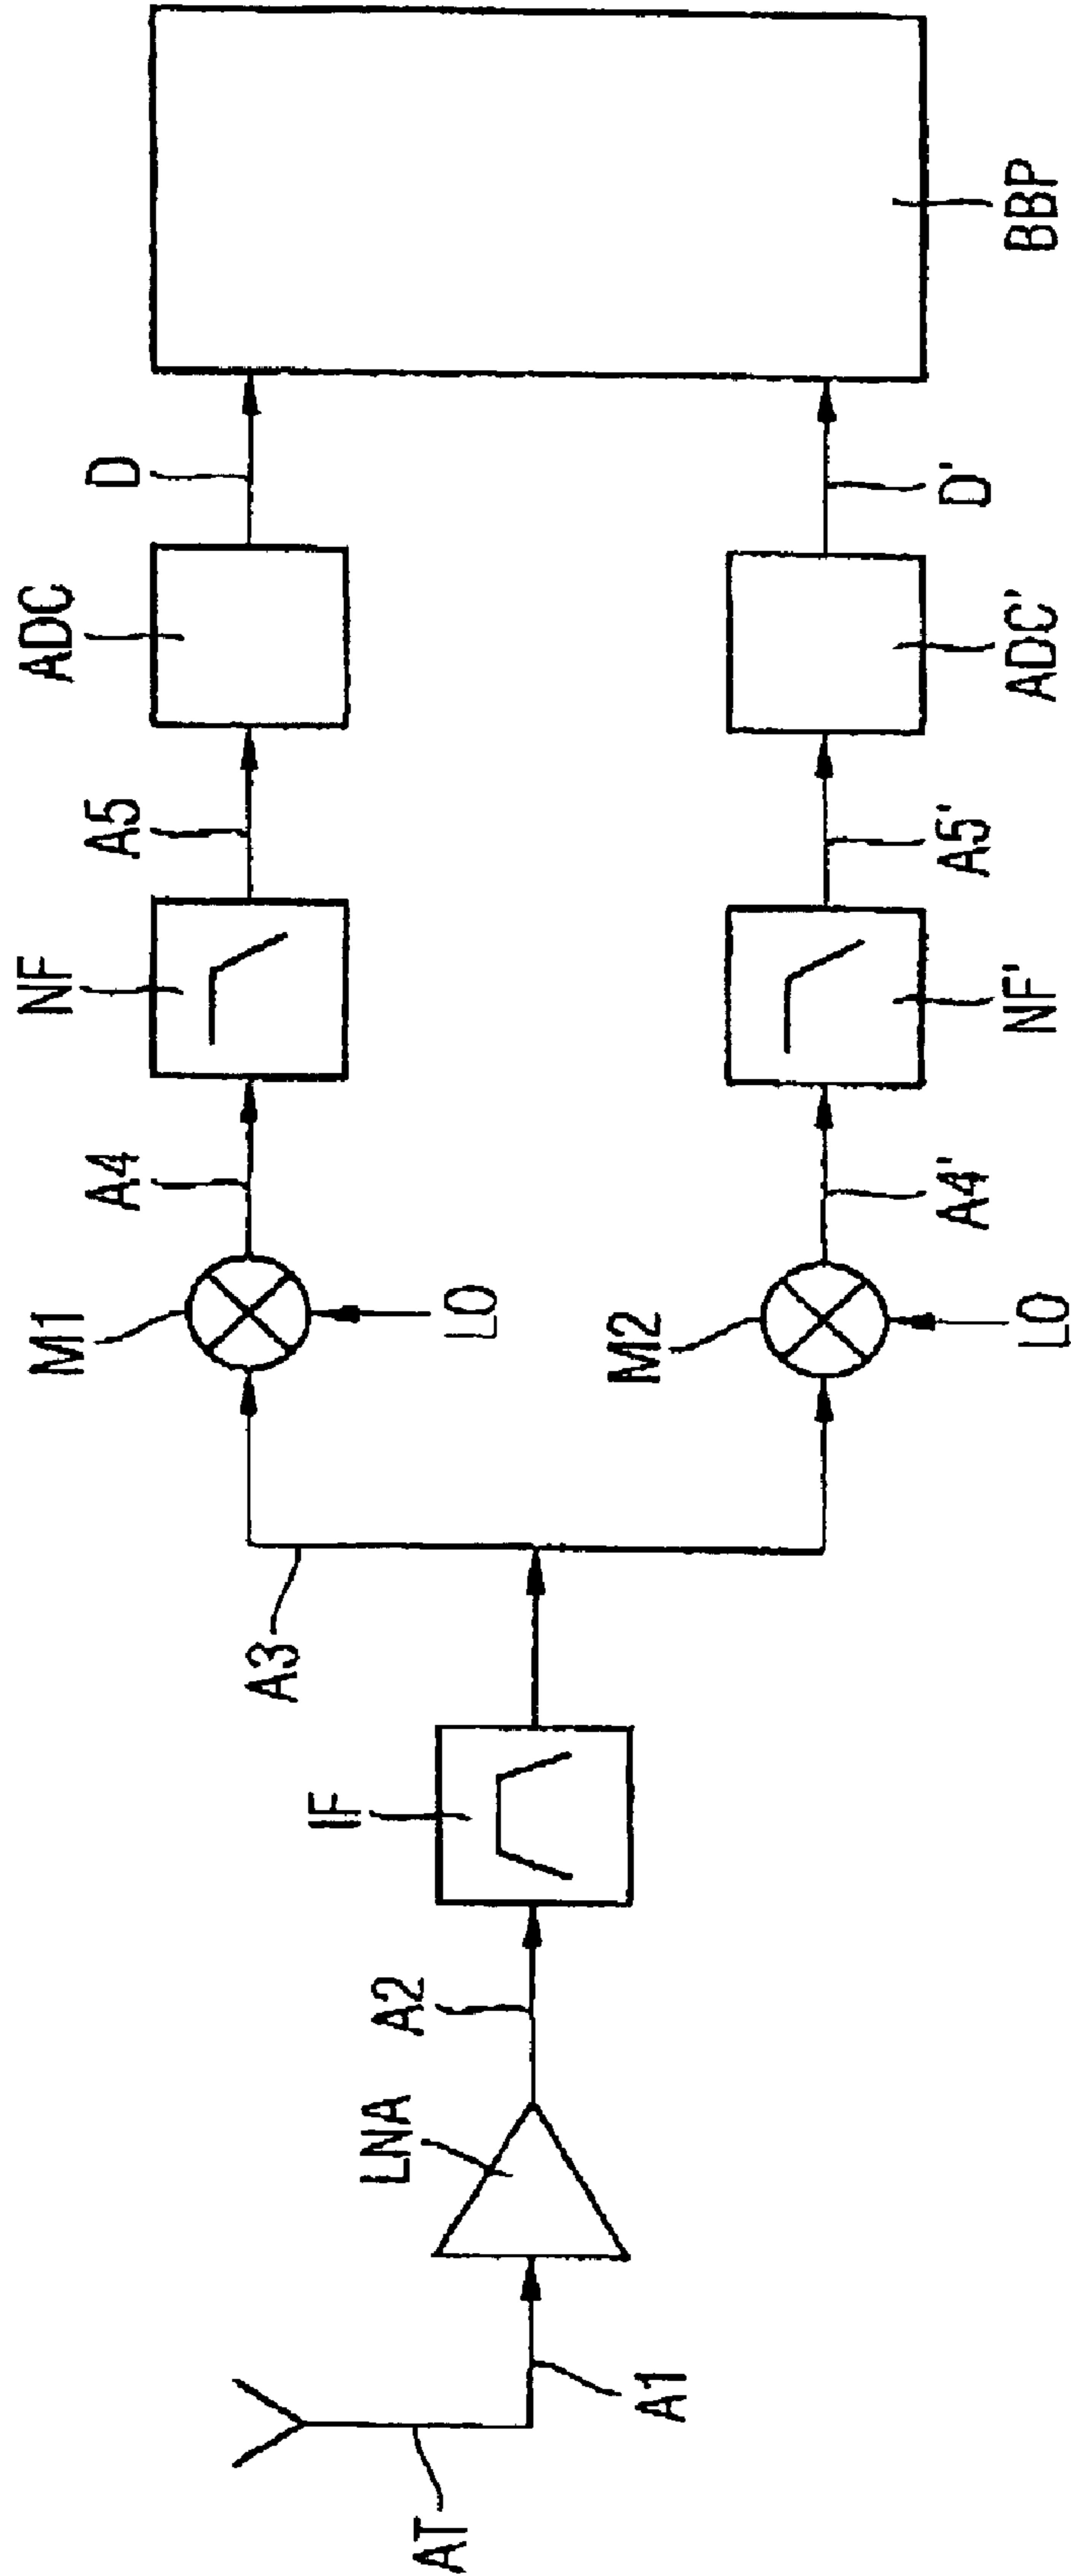 AT
A1
LNA
A2
IF
A3
M1
LO
A4
NF
A5
ADC
D
M2
LO
A4'
NF'
A5'
ADC'
D'
BBP